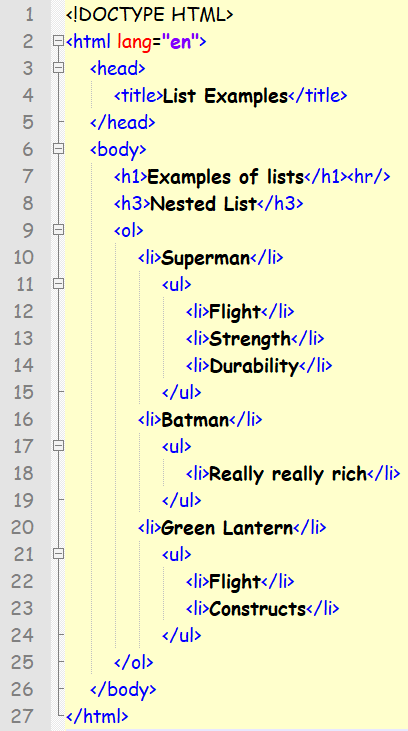 1 <!DOCTYPE HTML>
2 <html lang="en">
3 <head>
4 <title>List Examples</title>
5 </head>
6 <body>
7 <h1>Examples of lists</h1><hr/>
8 <h3>Nested List</h3>
9 <ol>
10 <li>Superman</li>
11 <ul>
12 <li>Flight</li>
13 <li>Strength</li>
14 <li>Durability</li>
15 </ul>
16 <li>Batman</li>
17 <ul>
18 <li>Really really rich</li>
19 </ul>
20 <li>Green Lantern</li>
21 <ul>
22 <li>Flight</li>
23 <li>Constructs</li>
24 </ul>
25 </ol>
26 </body>
27 </html>